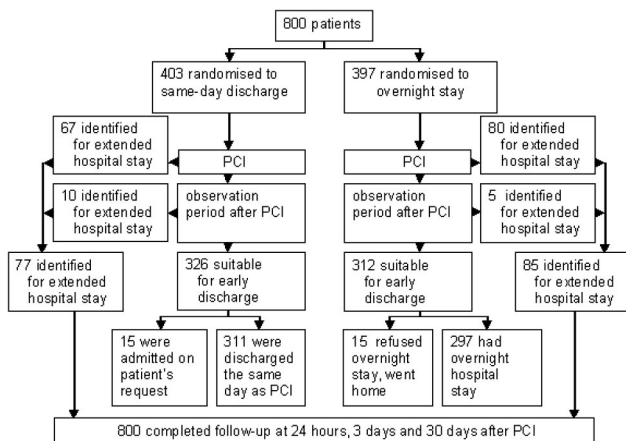 800 patients
403 randomised to
same-day discharge
397 randomised to
overnight stay
67 identified
for extended
hospital stay
PCI
PCI
80 identified
for extended
hospital stay
10 identified
for extended
hospital stay
observation
period after PCI
observation
period after PCI
5 identified
for extended
hospital stay
77 identified
for extended
hospital stay
326 suitable
for early
discharge
312 suitable
for early
discharge
85 identified
for extended
hospital stay
15 were
admitted on
patient's
request
311 were
discharged
the same
day as PCI
15 refused
overnight
stay, went
home
297 had
overnight
hospital
stay
800 completed follow-up at 24 hours, 3 days and 30 days after PCI